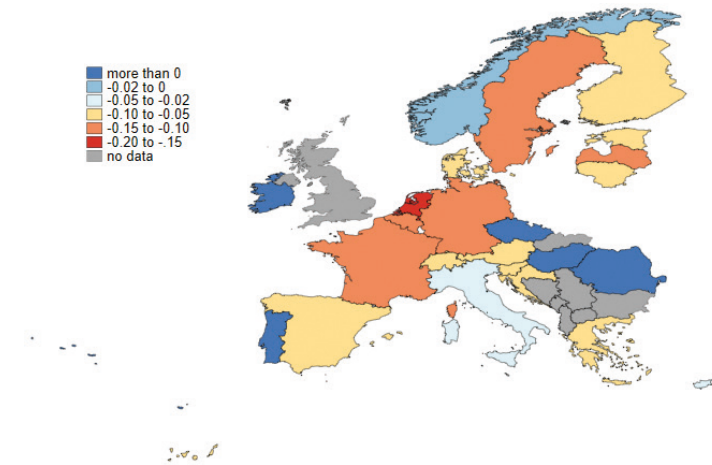 more than 0
-0.02 to 0
-0.05 to -0.02
-0.10 to -0.05
-0.15 to -0.10
-0.20 to -.15
no data